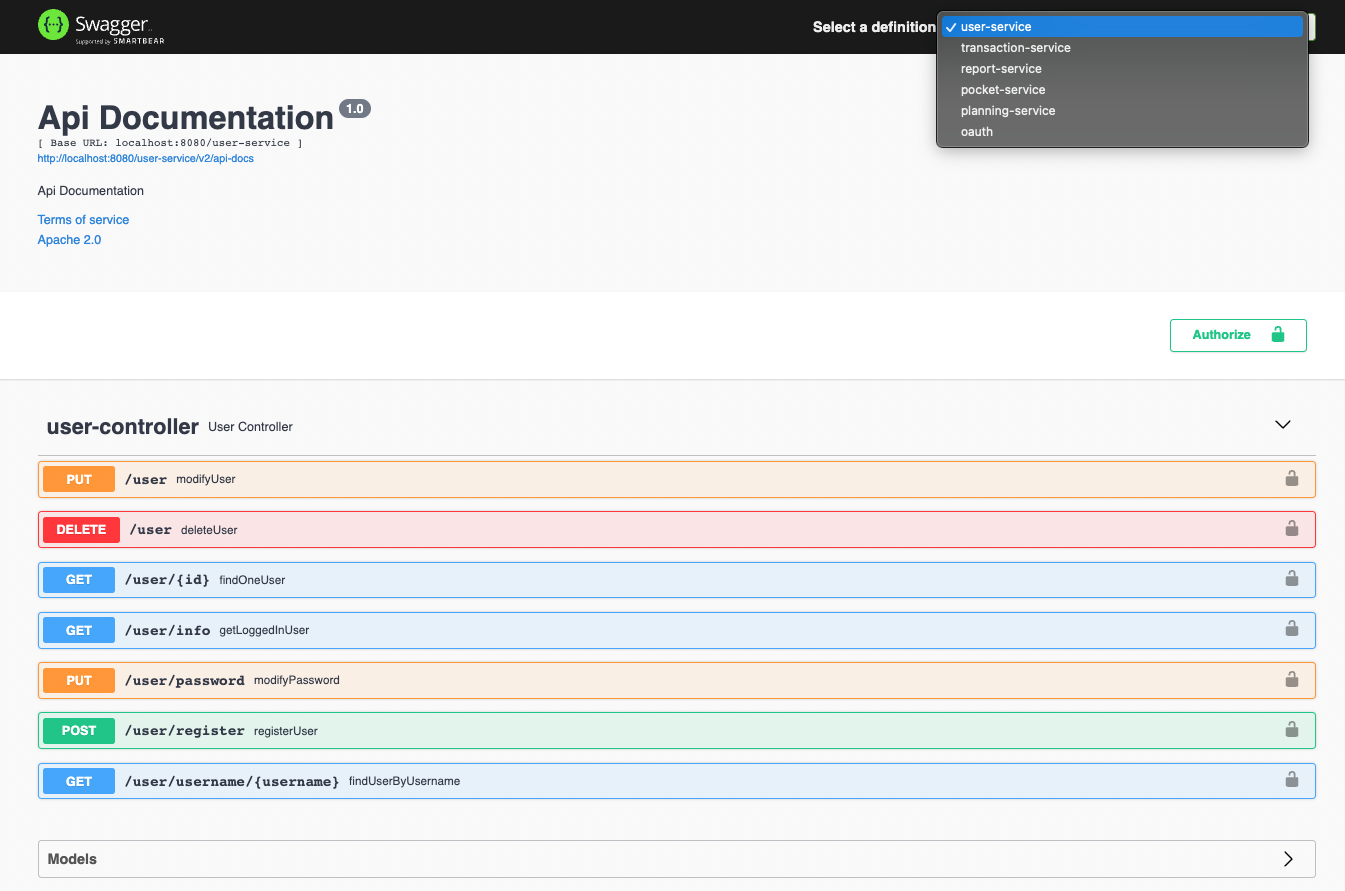 Swagger
Supported by SMARTBEAR
Select a definition
user-service
transaction-service
report-service
pocket-service
planning-service
oauth
Api Documentation 1.0
[ Base URL: localhost:8080/user-service ]
http://localhost:8080/user-service/v2/api-docs
Api Documentation
Terms of service
Apache 2.0
Authorize
user-controller User Controller
PUT /user modifyUser
DELETE /user deleteUser
GET /user/{id} findOneUser
GET /user/info getLoggedInUser
PUT /user/password modifyPassword
POST /user/register registerUser
GET /user/username/{username} findUserByUsername
Models